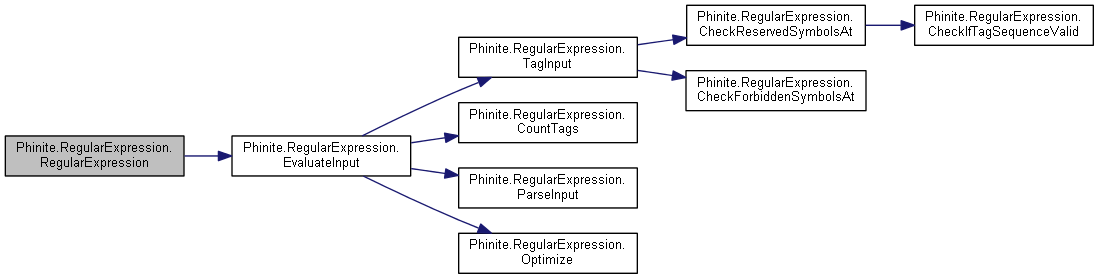 Phinite.RegularExpression.
RegularExpression
Phinite.RegularExpression.
EvaluateInput
Phinite.RegularExpression.
TagInput
Phinite.RegularExpression.
CheckReservedSymbolsAt
Phinite.RegularExpression.
CheckIfTagSequenceValid
Phinite.RegularExpression.
CheckForbiddenSymbolsAt
Phinite.RegularExpression.
CountTags
Phinite.RegularExpression.
ParseInput
Phinite.RegularExpression.
Optimize